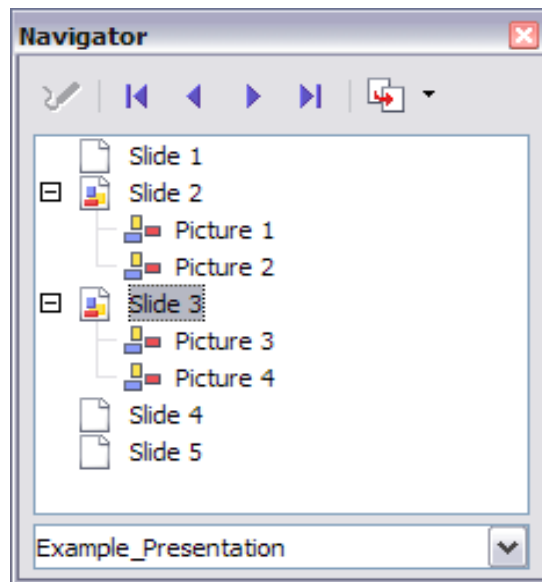 Navigator
Slide 1
Slide 2
Picture 1
Picture 2
Slide 3
Picture 3
Picture 4
Slide 4
Slide 5
Example_Presentation